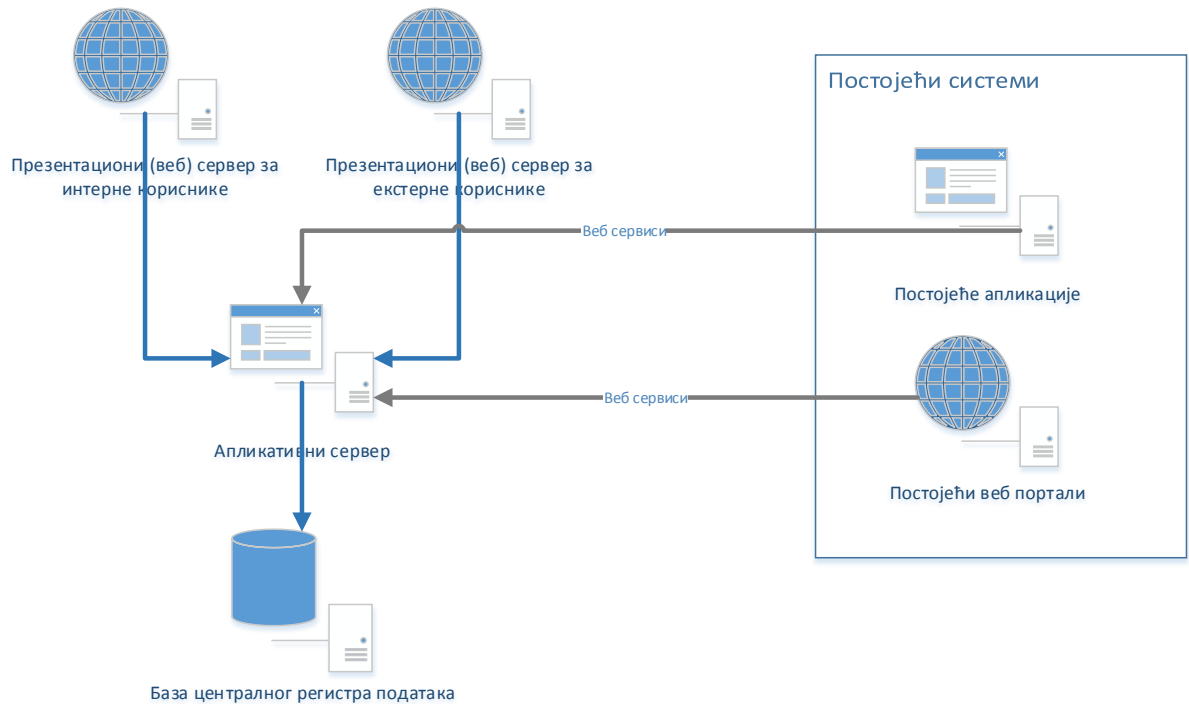 Презентациони (веб) сервер за
интерне кориснике
Презентациони (веб) сервер за
екстерне кориснике
Постојећи системи
Веб сервиси
Постојеће апликације
Веб сервиси
Апликативни сервер
Постојећи веб портали
База централног регистра података